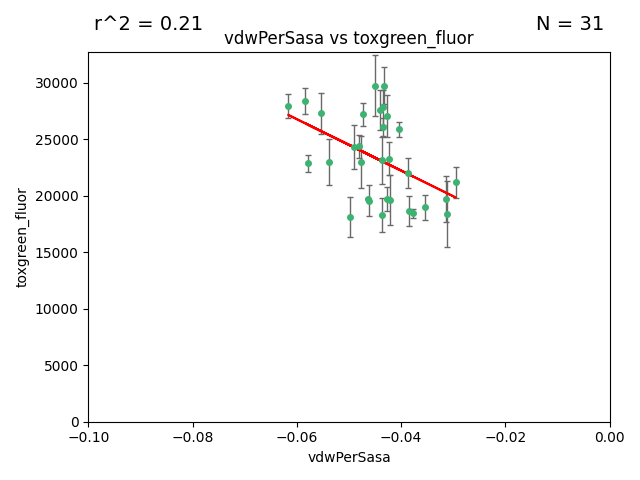 r^2 = 0.21
N = 31
vdwPerSasa vs toxgreen_fluor
30000
25000
20000
15000
10000
5000
0
toxgreen_fluor
−0.10
−0.08
−0.06
−0.04
−0.02
0.00
vdwPerSasa